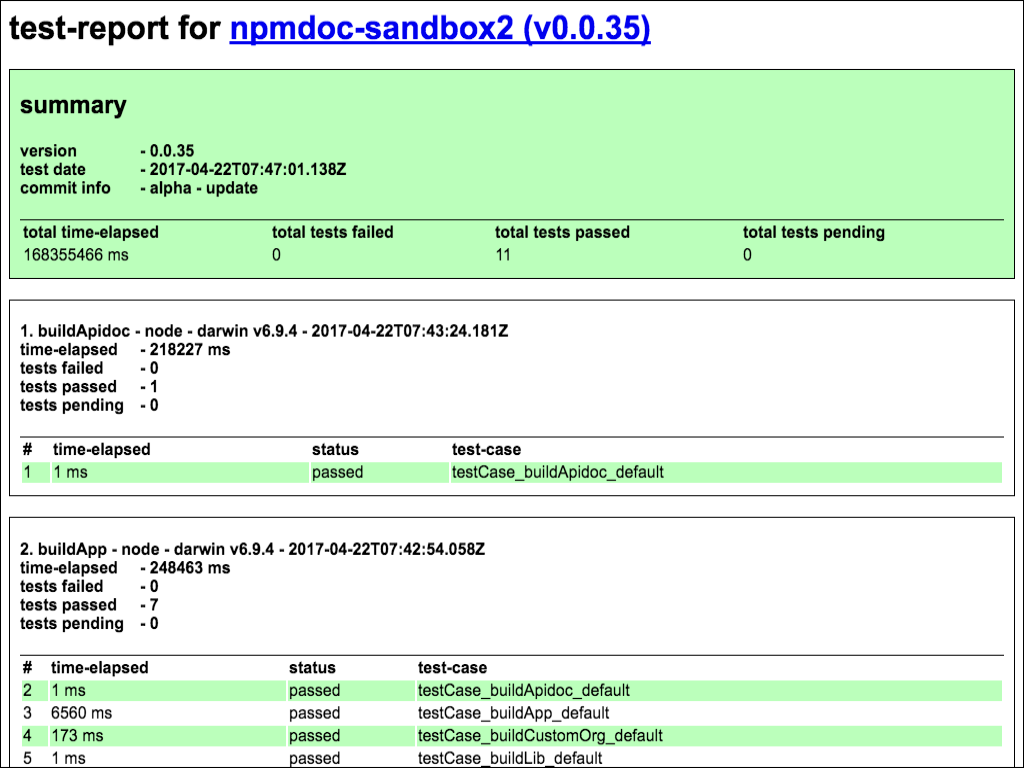 test-report for npmdoc-sandbox2 (v0.0.35)
summary
version - 0.0.35
test date - 2017-04-22T07:47:01.138Z
commit info - alpha - update
total time-elapsed total tests failed total tests passed total tests pending
168355466 ms 0 11 0
1. buildApidoc - node - darwin v6.9.4 - 2017-04-22T07:43:24.181Z
time-elapsed - 218227 ms
tests failed - 0
tests passed - 1
tests pending - 0
# time-elapsed status test-case
1 1 ms passed testCase_buildApidoc_default
2. buildApp - node - darwin v6.9.4 - 2017-04-22T07:42:54.058Z
time-elapsed - 248463 ms
tests failed - 0
tests passed - 7
tests pending - 0
# time-elapsed status test-case
2 1 ms passed testCase_buildApidoc_default
3 6560 ms passed testCase_buildApp_default
4 173 ms passed testCase_buildCustomOrg_default
5 1 ms passed testCase_buildLib_default